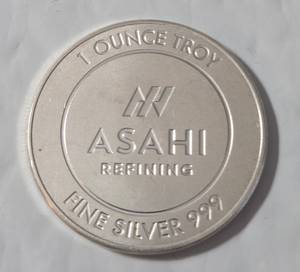 1 OUNCE TROY
ASAHI
REFINING
FINE SILVER 999